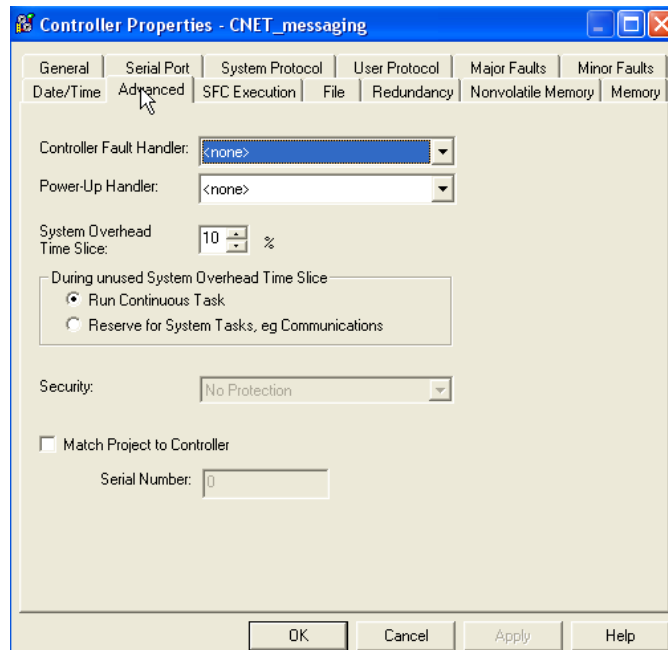 Controller Properties - CNET_messaging
General Serial Port System Protocol User Protocol Major Faults Minor Faults
Date/Time Advanced SFC Execution File Redundancy Nonvolatile Memory Memory
Controller Fault Handler: <none>
Power-Up Handler: <none>
System Overhead
Time Slice: 10 %
During unused System Overhead Time Slice
Run Continuous Task
Reserve for System Tasks, eg Communications
Security: No Protection
Match Project to Controller
Serial Number: 0
OK Cancel Apply Help